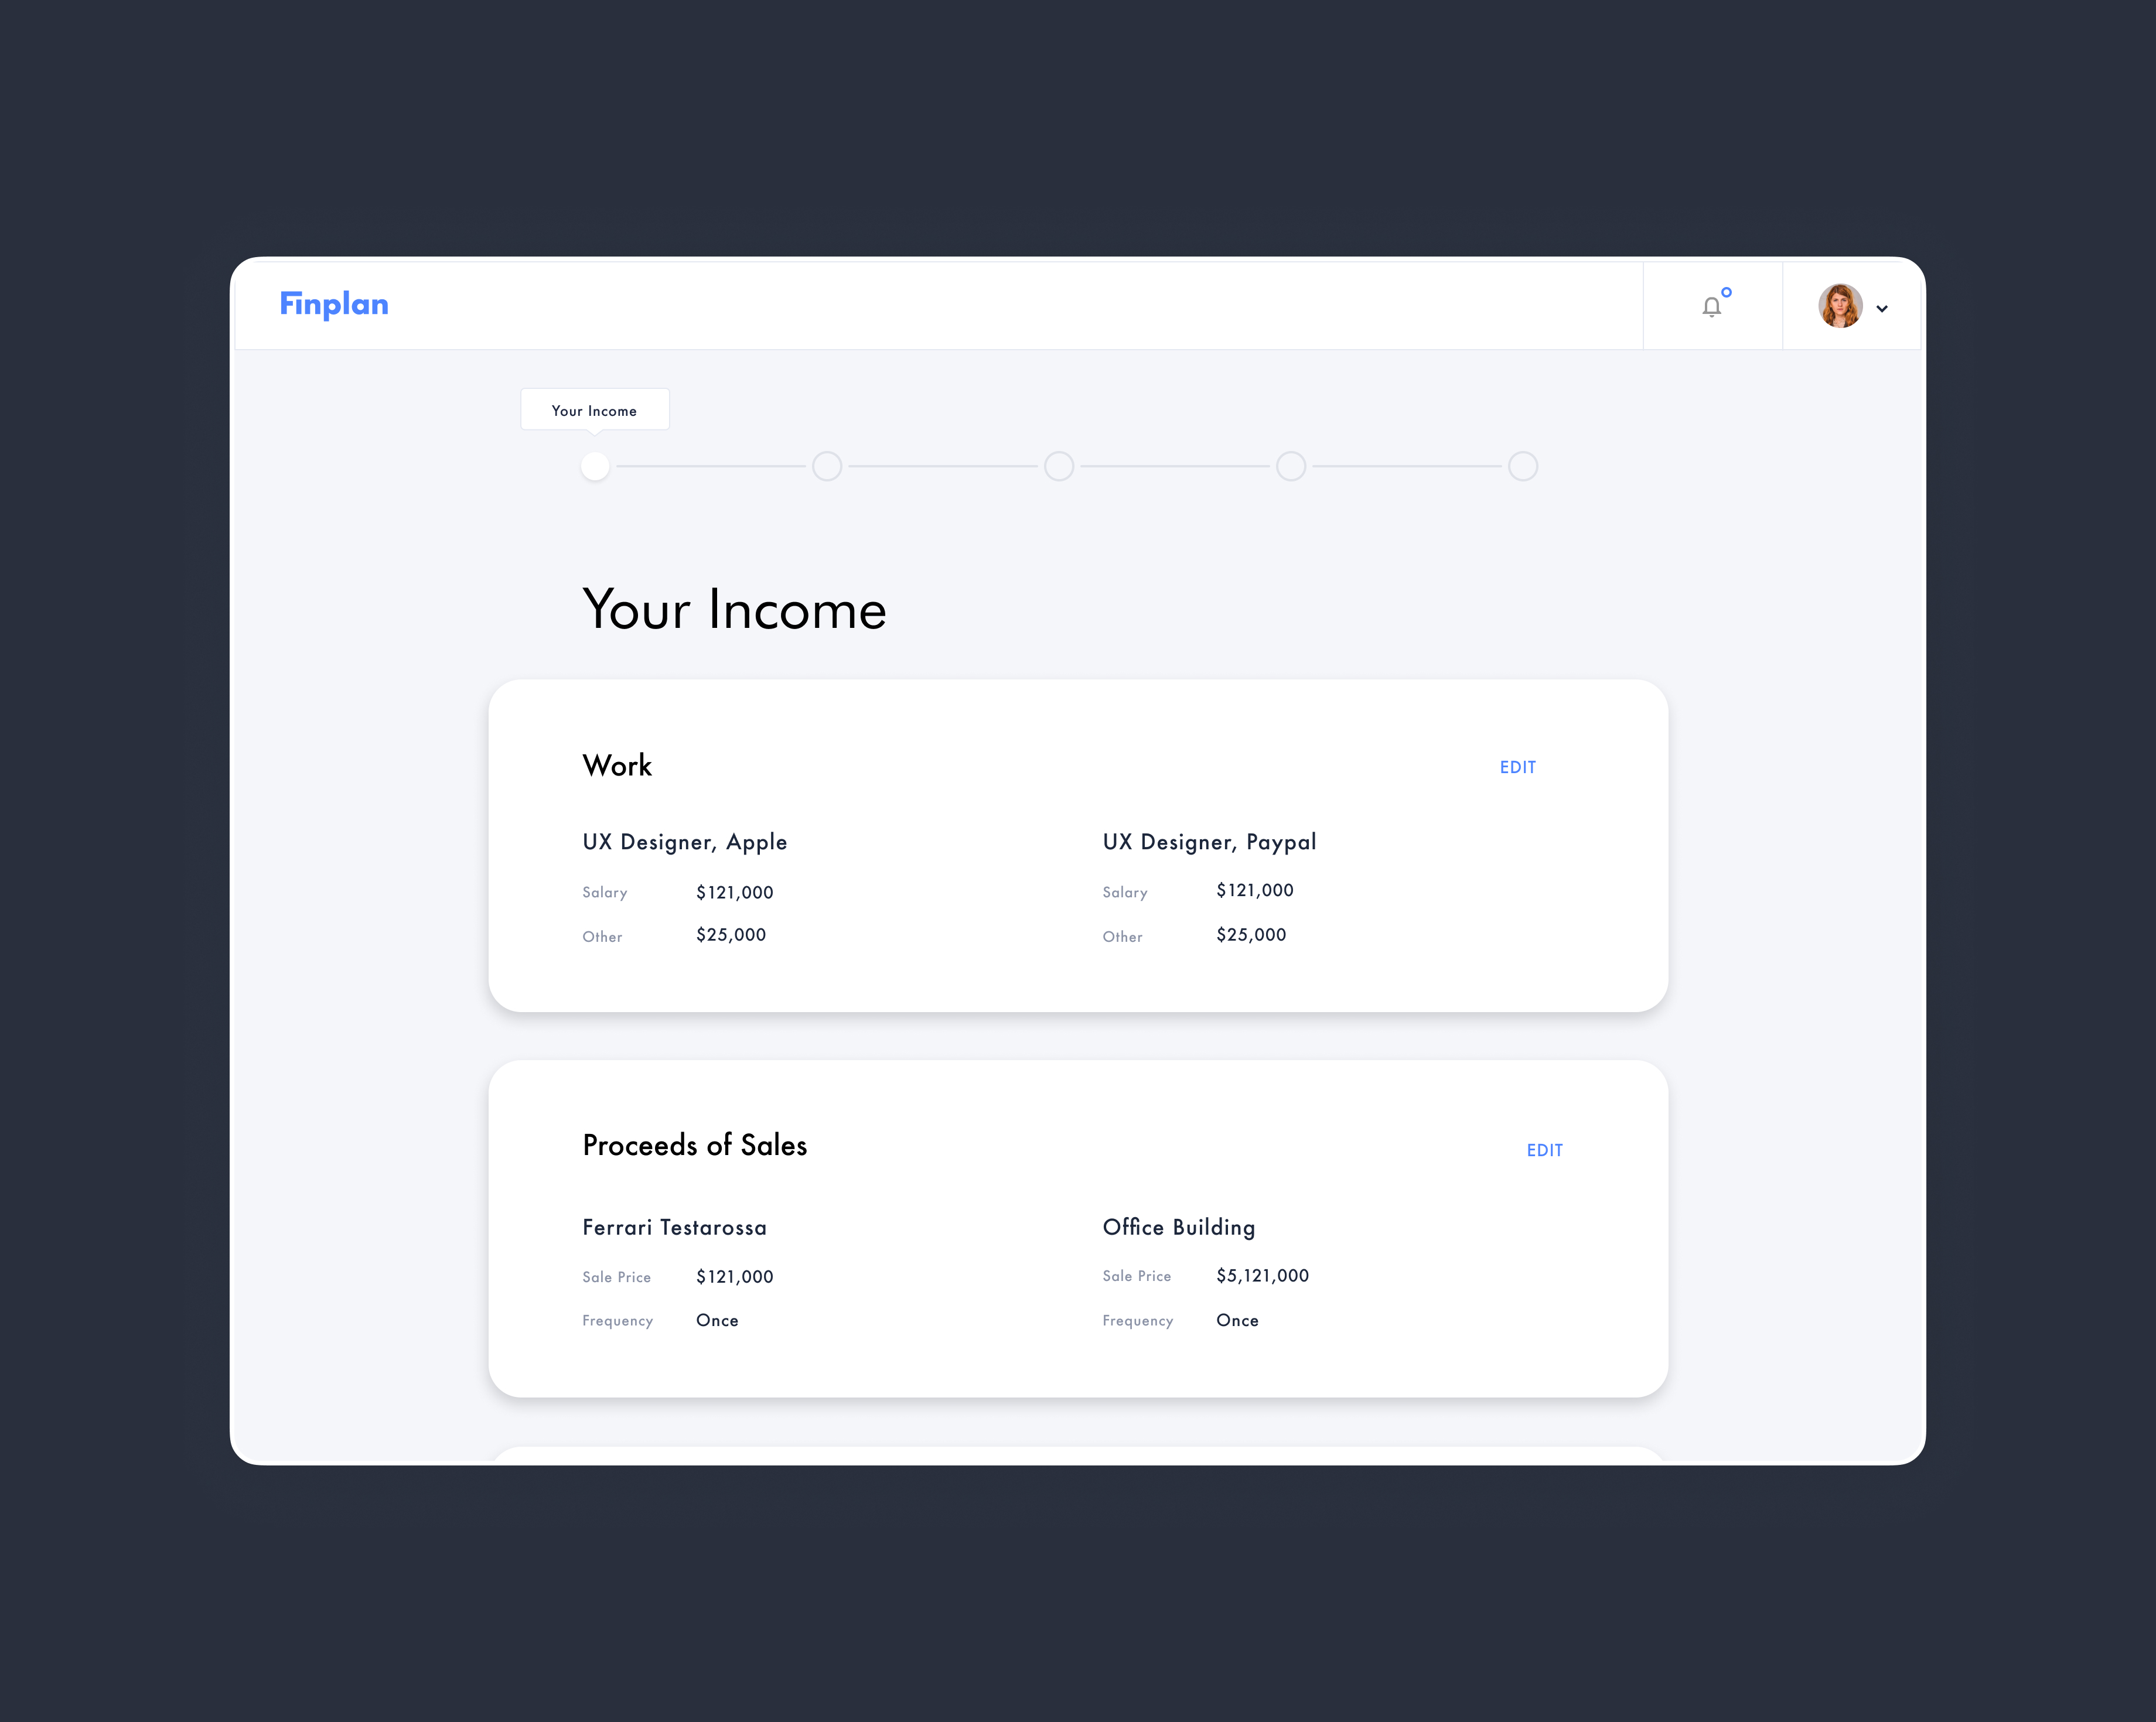 Finplan
Your Income
Your Income
Work
EDIT
UX Designer, Apple
UX Designer, Paypal
Salary $121,000
Salary $121,000
Other $25,000
Other $25,000
Proceeds of Sales
EDIT
Ferrari Testarossa
Office Building
Sale Price $121,000
Sale Price $5,121,000
Frequency Once
Frequency Once